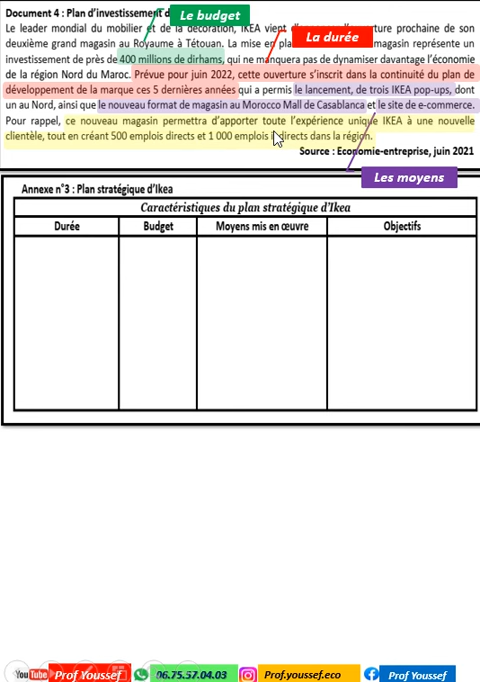 Document 4 : Plan d'investissement
Le budget
Le leader mondial du mobilier et de la décoration, IKEA vient prochaine de son
La durée
deuxième grand magasin au Royaume à Tétouan. La mise en magasin représente un
investissement de près de 400 millions de dirhams, qui ne manquera pas de dynamiser davantage l'économie
de la région Nord du Maroc. Prévue pour juin 2022, cette ouverture s'inscrit dans la continuité du plan de
développement de la marque ces 5 dernières années qui a permis le lancement, de trois IKEA pop-ups, dont
un au Nord, ainsi que le nouveau format de magasin au Morocco Mall de Casablanca et le site de e-commerce.
Pour rappel, ce nouveau magasin permettra d'apporter toute l'expérience unique IKEA à une nouvelle
clientèle, tout en créant 500 emplois directs et 1 000 emplois indirects dans la région.
Source : Economie-entreprise, juin 2021
Les moyens
Annexe n°3 : Plan stratégique d'Ikea
Caractéristiques du plan stratégique d'Ikea
Durée Budget Moyens mis en œuvre Objectifs
YouTube Prof Youssef 06.75.57.04.03 Prof.youssef.eco Prof Youssef